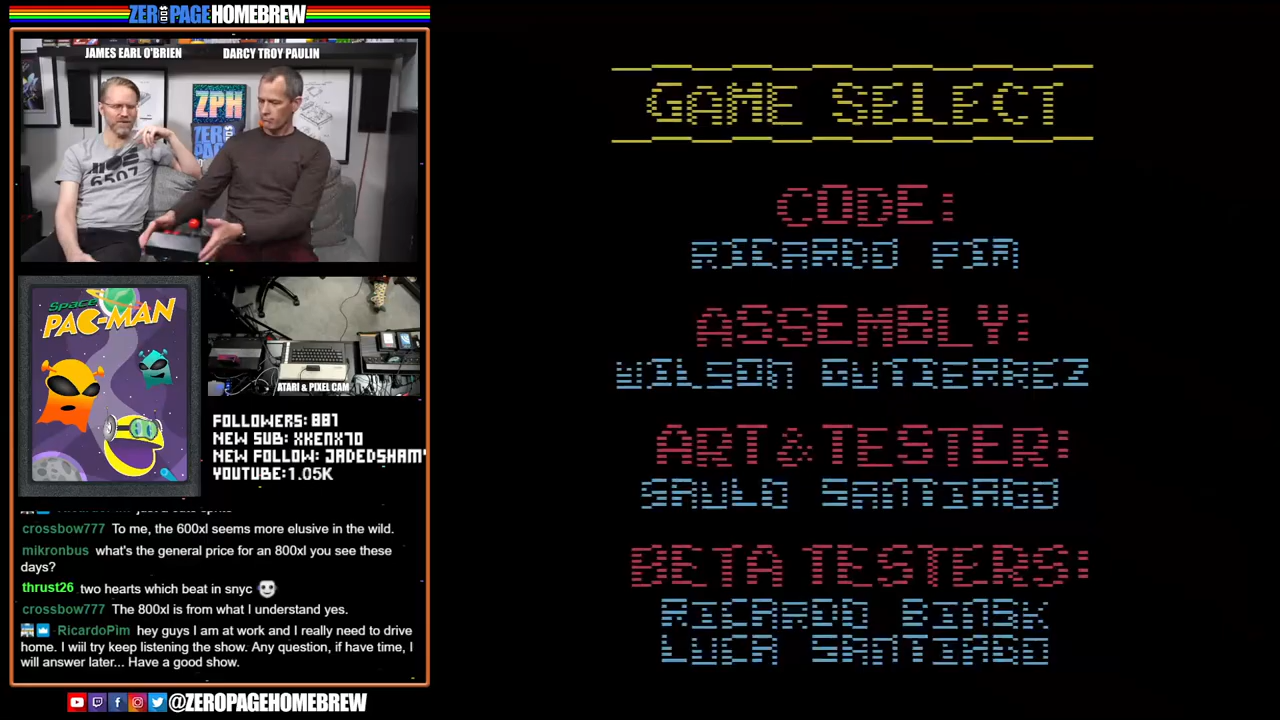 ZEROPAGE HOMEBREW
JAMES EARL O'BRIEN
DARCY TROY PAULIN
ZPH
6507
Space
PAC-MAN
ATARI & PIXEL CAM
FOLLOWERS: 881
NEW SUB: XKENX70
NEW FOLLOW: JADEDSHAM
YOUTUBE:1.05K
crossbow777 To me, the 600xl seems more elusive in the wild.
mikronbus what's the general price for an 800xl you see these
days?
thrust26 two hearts which beat in snyc
crossbow777 The 800xl is from what I understand yes.
RicardoPim hey guys I am at work and I really need to drive
home. I wiil try keep listening the show. Any question, if have time, I
will answer later... Have a good show.
@ZEROPAGEHOMEBREW
GAME SELECT
CODE:
RICARDO PIM
ASSEMBLY:
WILSON GUTIERREZ
ART & TESTER:
SAULO SANTIAGO
BETA TESTERS:
RICARDO
LUCA SANTIAGO